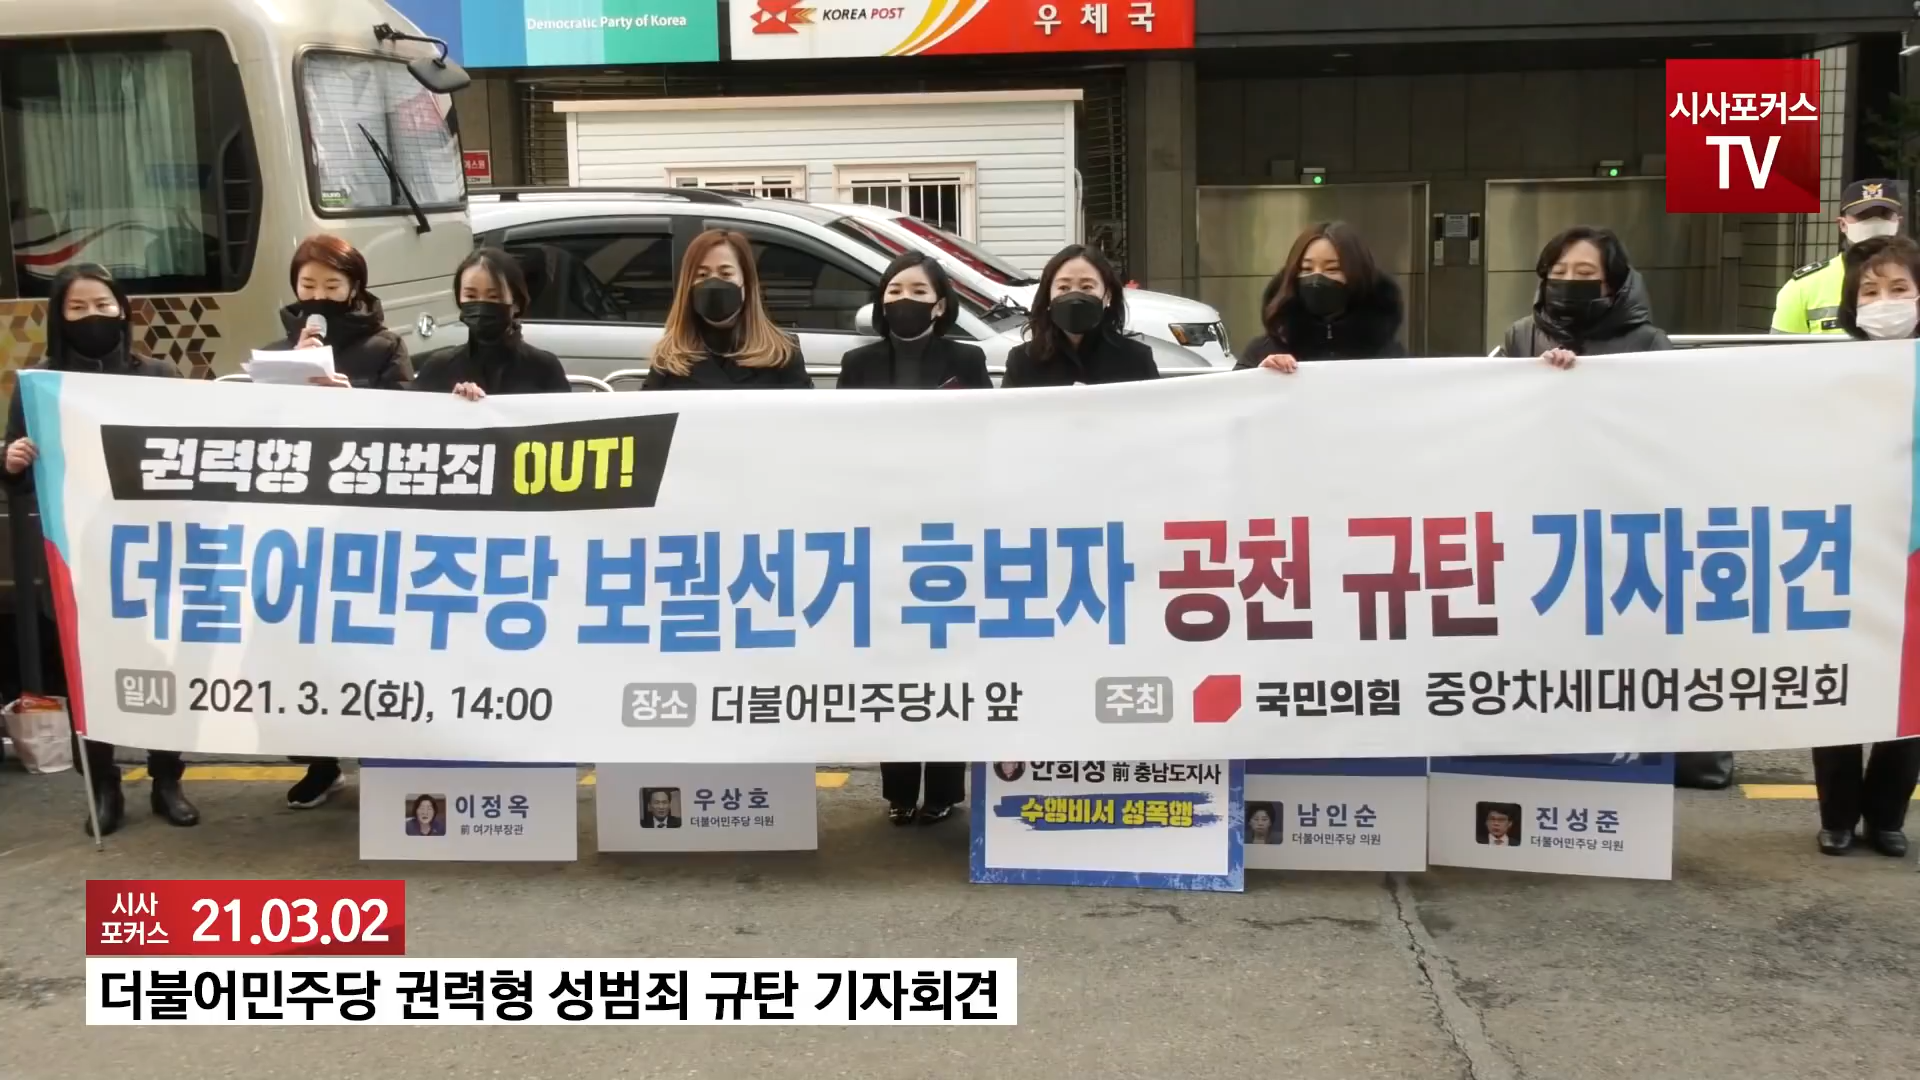 Democratic Party of Korea
KOREA POST
우체국
시사포커스
TV
권력형 성범죄 OUT!
더불어민주당 보궐선거 후보자 공천 규탄 기자회견
일시 2021. 3. 2(화), 14:00 장소 더불어민주당사 앞 주최 국민의힘 중앙차세대여성위원회
이정옥
前 여가부장관
우상호
더불어민주당 의원
안희정 前 충남도지사
수행비서 성폭행
남인순
더불어민주당 의원
진성준
더불어민주당 의원
시사
포커스
21.03.02
더불어민주당 권력형 성범죄 규탄 기자회견